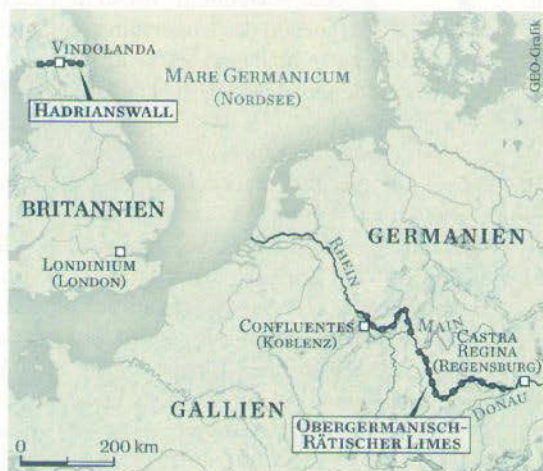 VINDOLANDA
HADRIANSWALL
MARE GERMANICUM
(NORDSEE)
GEO-Grafik
BRITANNIEN
LONDINIUM
(LONDON)
GERMANIEN
RHEIN
CONFLUENTES
(KOBLENZ)
MAIN
CASTRA
REGINA
(REGENSBURG)
DONAU
GALLIEN
OBERGERMANISCH-
RÄTISCHER LIMES
0 200 km